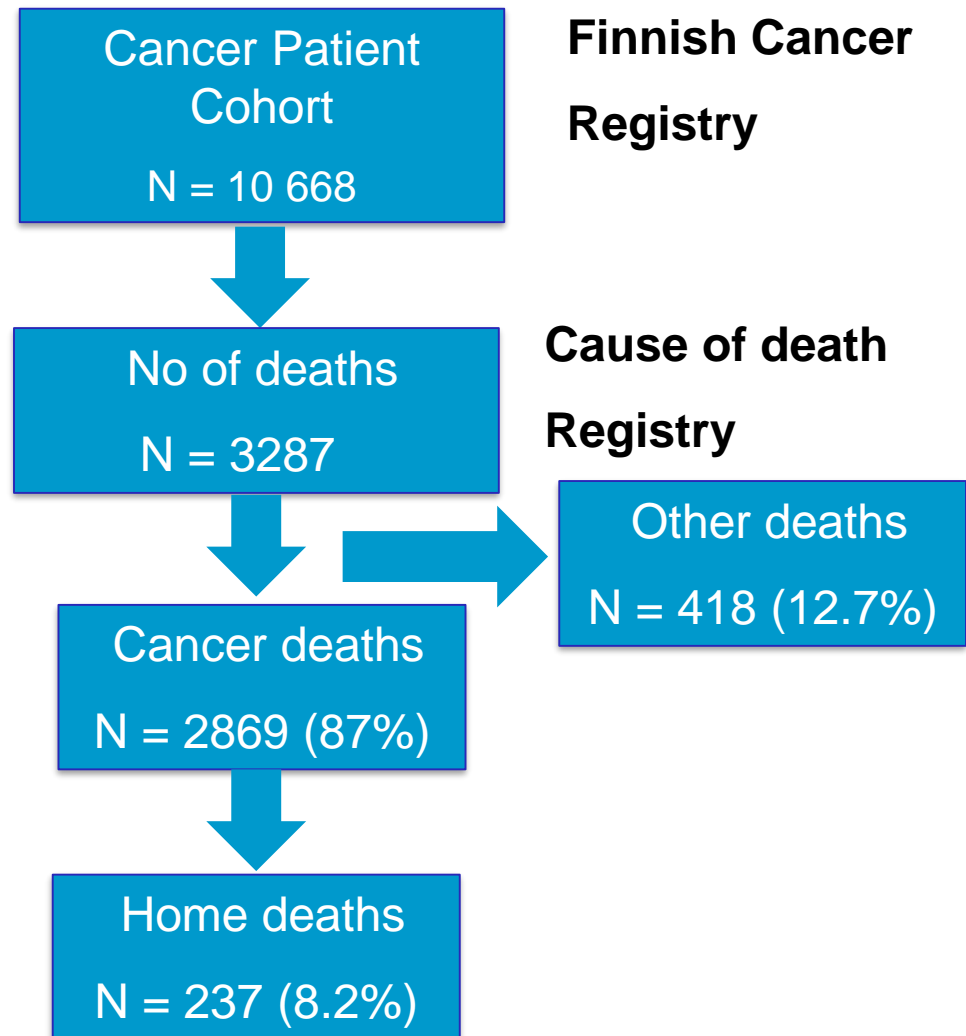 Cancer Patient
Cohort
N = 10 668
Finnish Cancer
Registry
No of deaths
N = 3287
Cause of death
Registry
Other deaths
N = 418 (12.7%)
Cancer deaths
N = 2869 (87%)
Home deaths
N = 237 (8.2%)